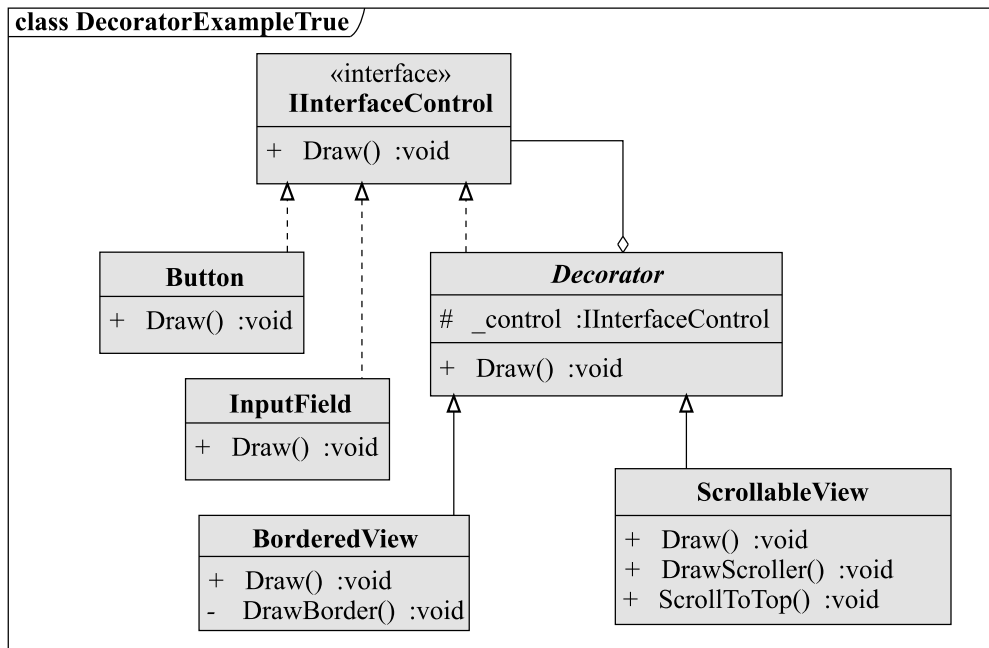 class DecoratorExampleTrue
«interface»
IInterfaceControl
+ Draw() :void
Button
+ Draw() :void
Decorator
# _control :IInterfaceControl
+ Draw() :void
InputField
+ Draw() :void
ScrollableView
+ Draw() :void
+ DrawScroller() :void
+ ScrollToTop() :void
BorderedView
+ Draw() :void
- DrawBorder() :void